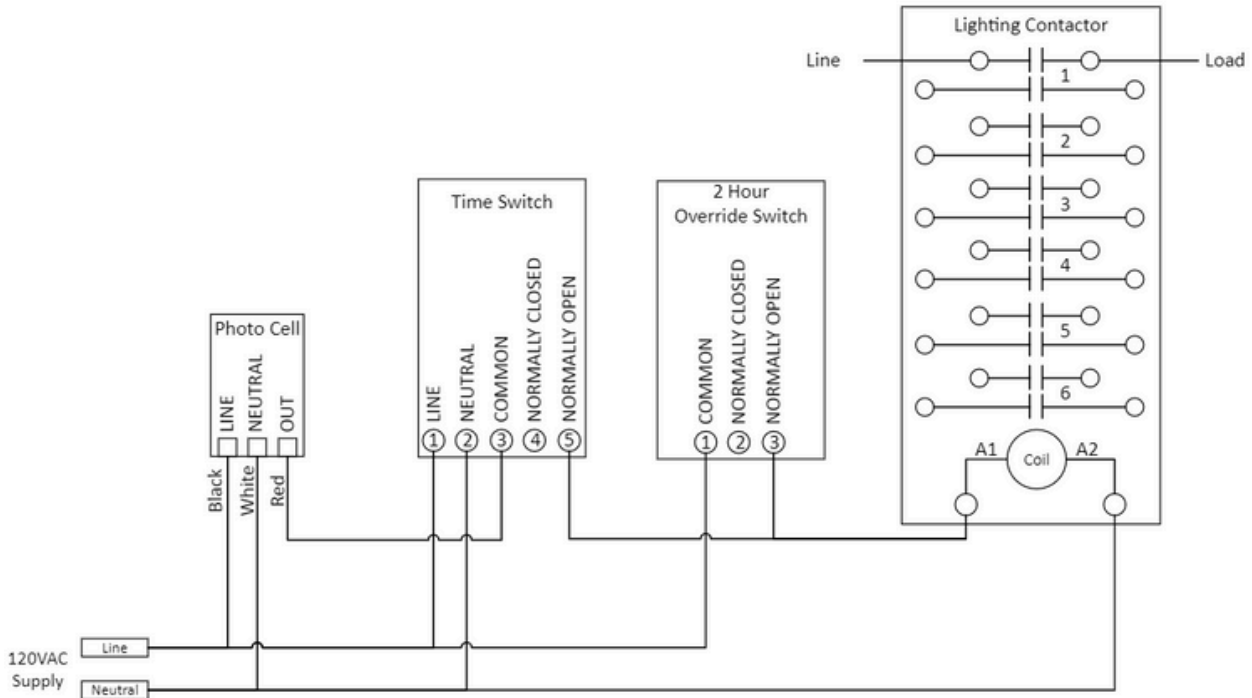 Lighting Contactor
Line
Load
1
2
3
4
5
6
Coil
A1
A2
Time Switch
LINE
NEUTRAL
COMMON
NORMALLY CLOSED
NORMALLY OPEN
1
2
3
4
5
2 Hour
Override Switch
COMMON
NORMALLY CLOSED
NORMALLY OPEN
1
2
3
Photo Cell
LINE
NEUTRAL
OUT
Black
White
Red
120VAC
Supply
Line
Neutral